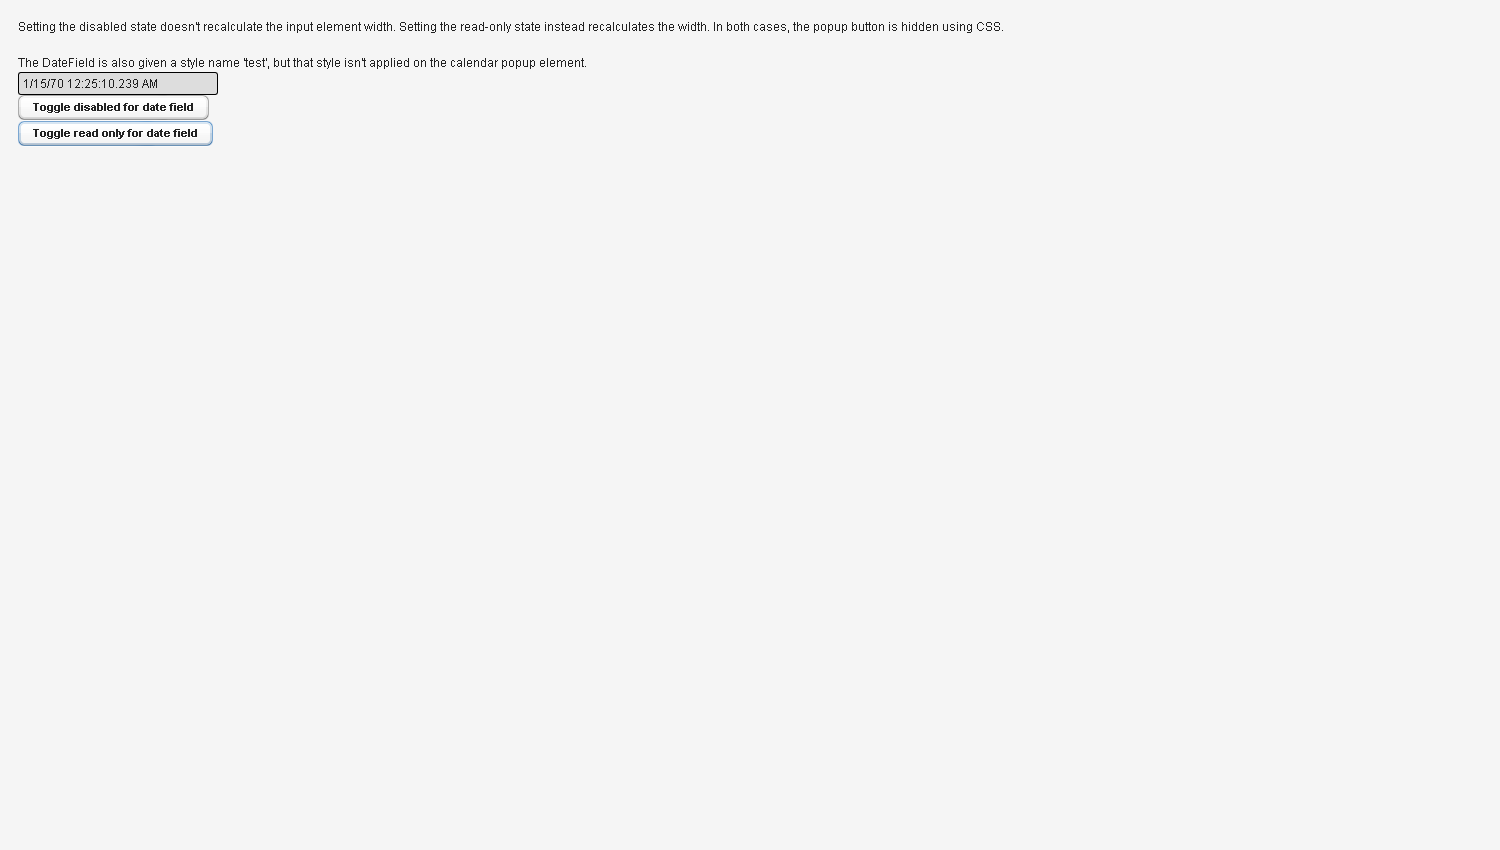 Setting the disabled state doesn't recalculate the input element width. Setting the read-only state instead recalculates the width. In both cases, the popup button is hidden using CSS.
The DateField is also given a style name 'test', but that style isn't applied on the calendar popup element.
1/15/70 12:25:10.239 AM
Toggle disabled for date field
Toggle read only for date field